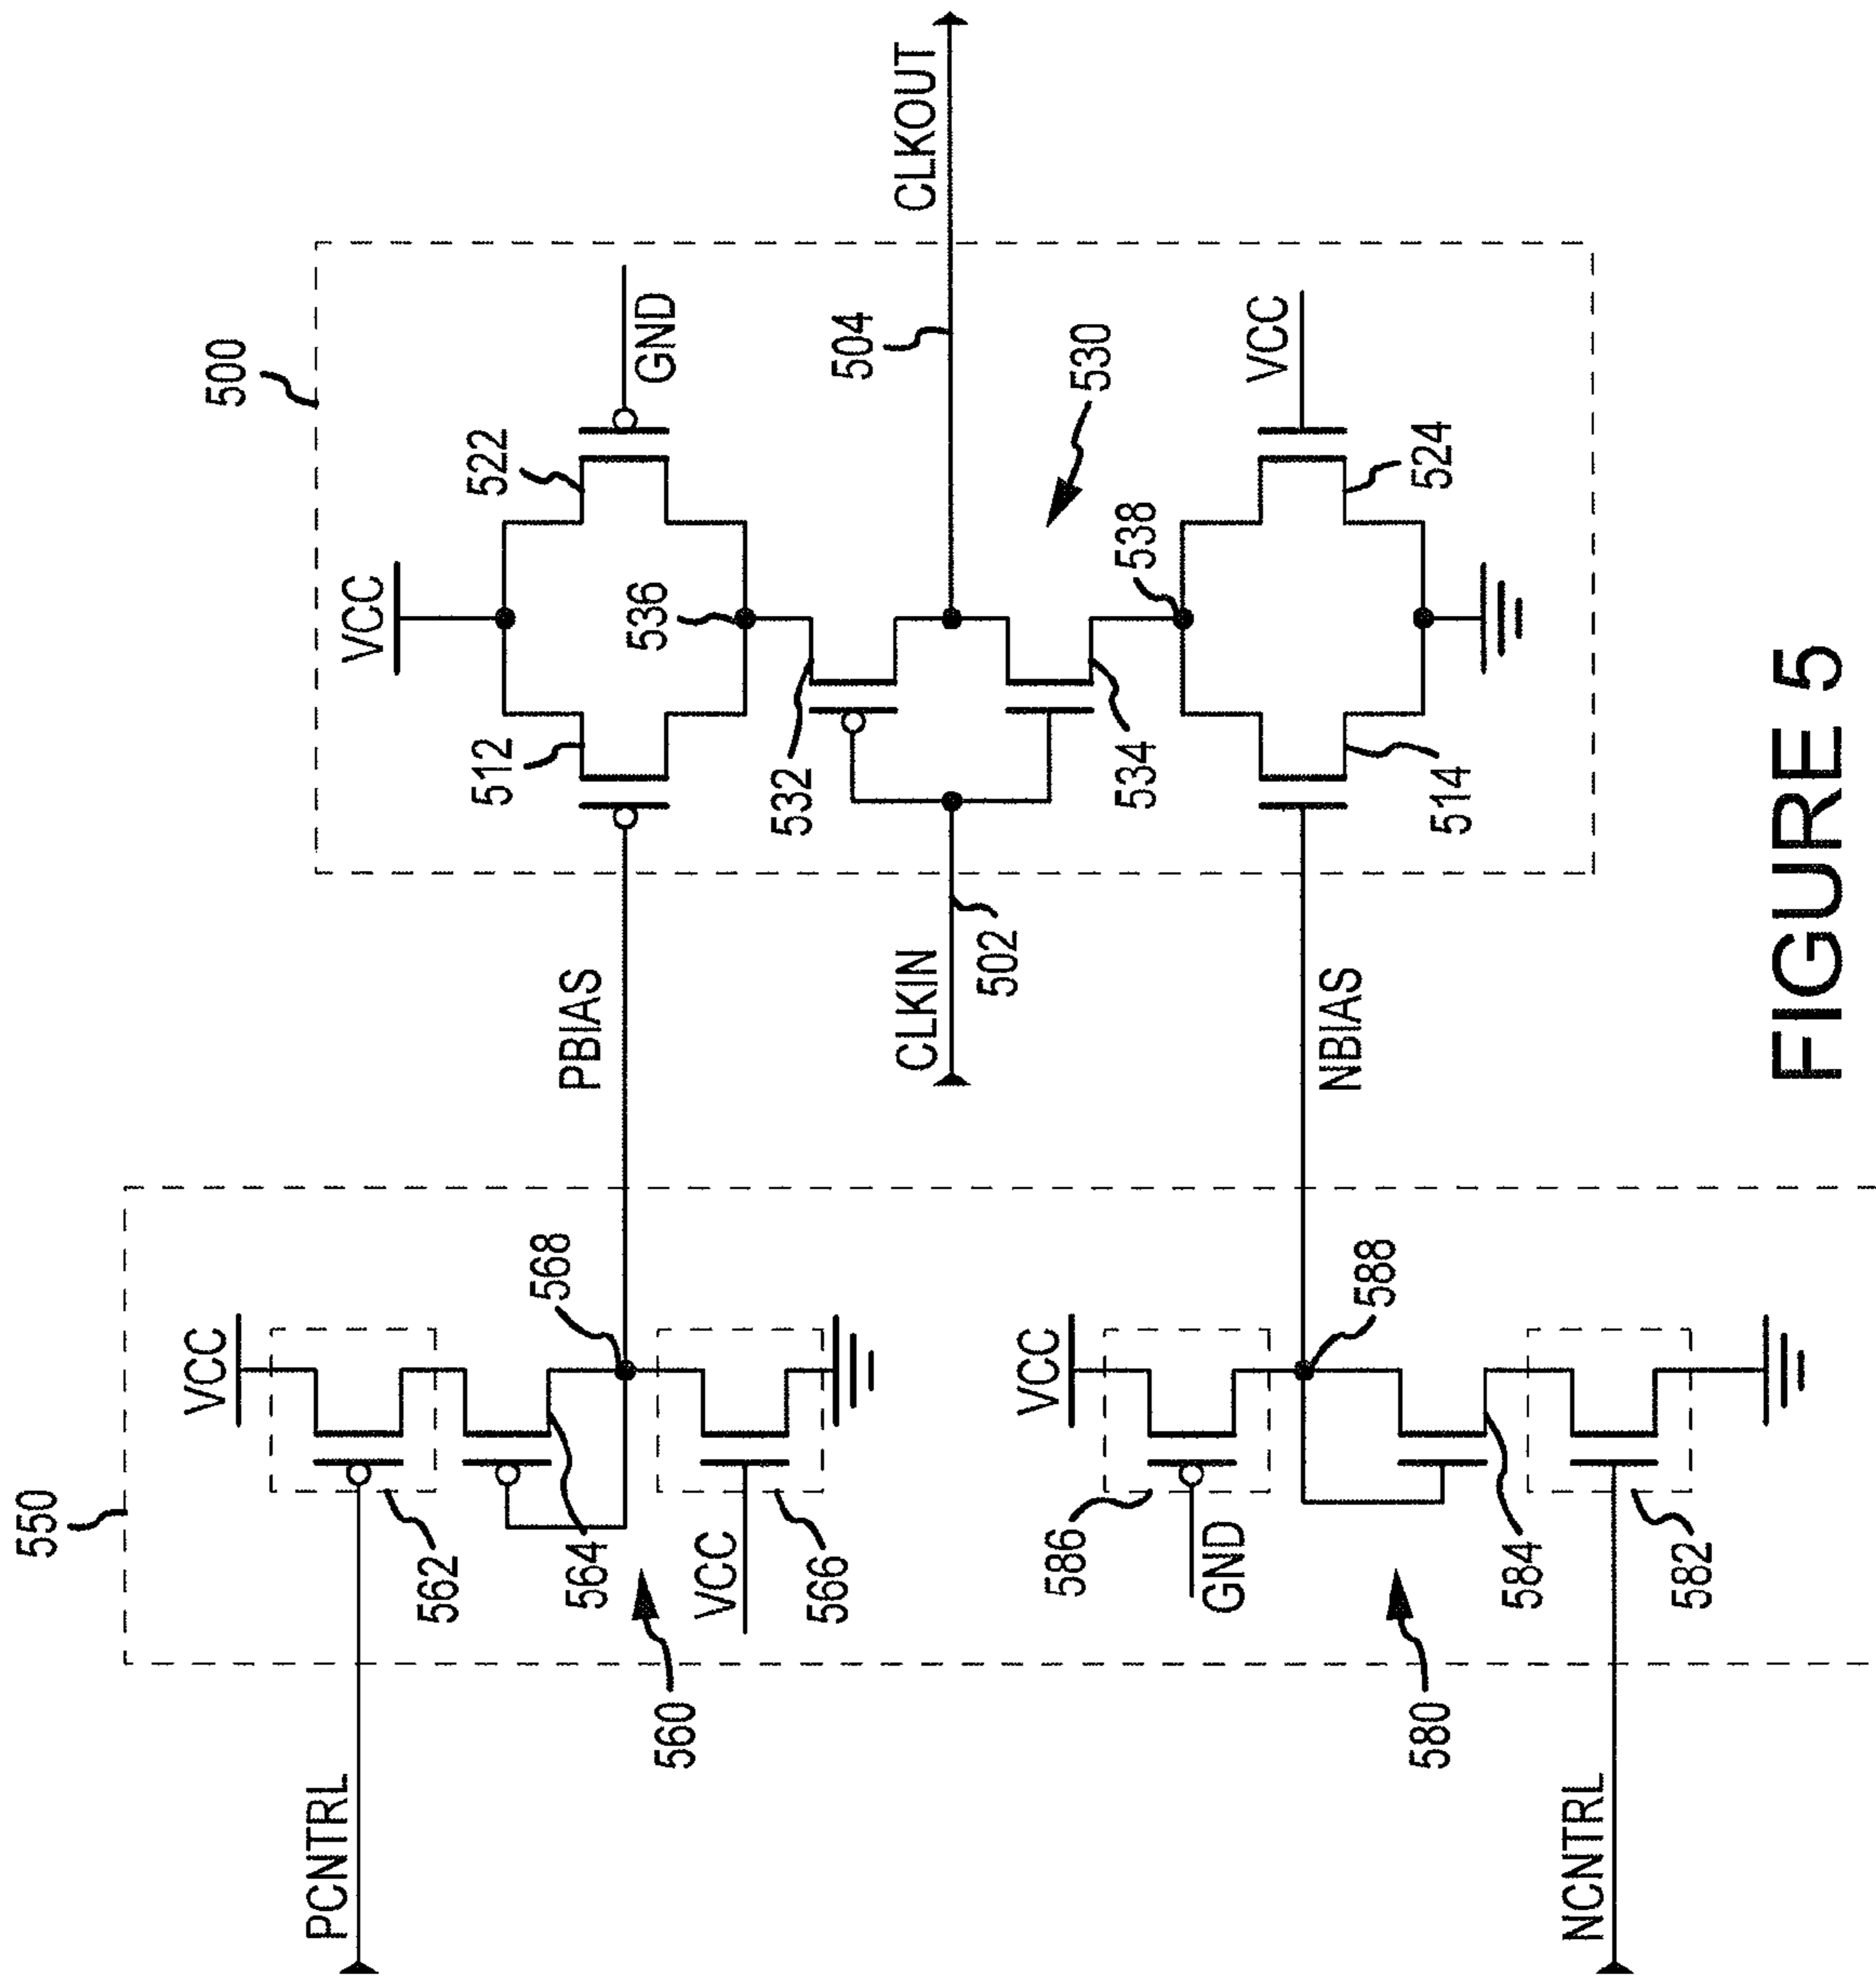 550
PCNTRL
VCC
562
564
568
560
VCC
566
PBIAS
VCC
586
GND
588
580
584
582
NCNTRL
NBIAS
500
VCC
512
522
GND
536
532
CLKIN
502
504
CLKOUT
530
534
538
VCC
514
524
FIGURE 5